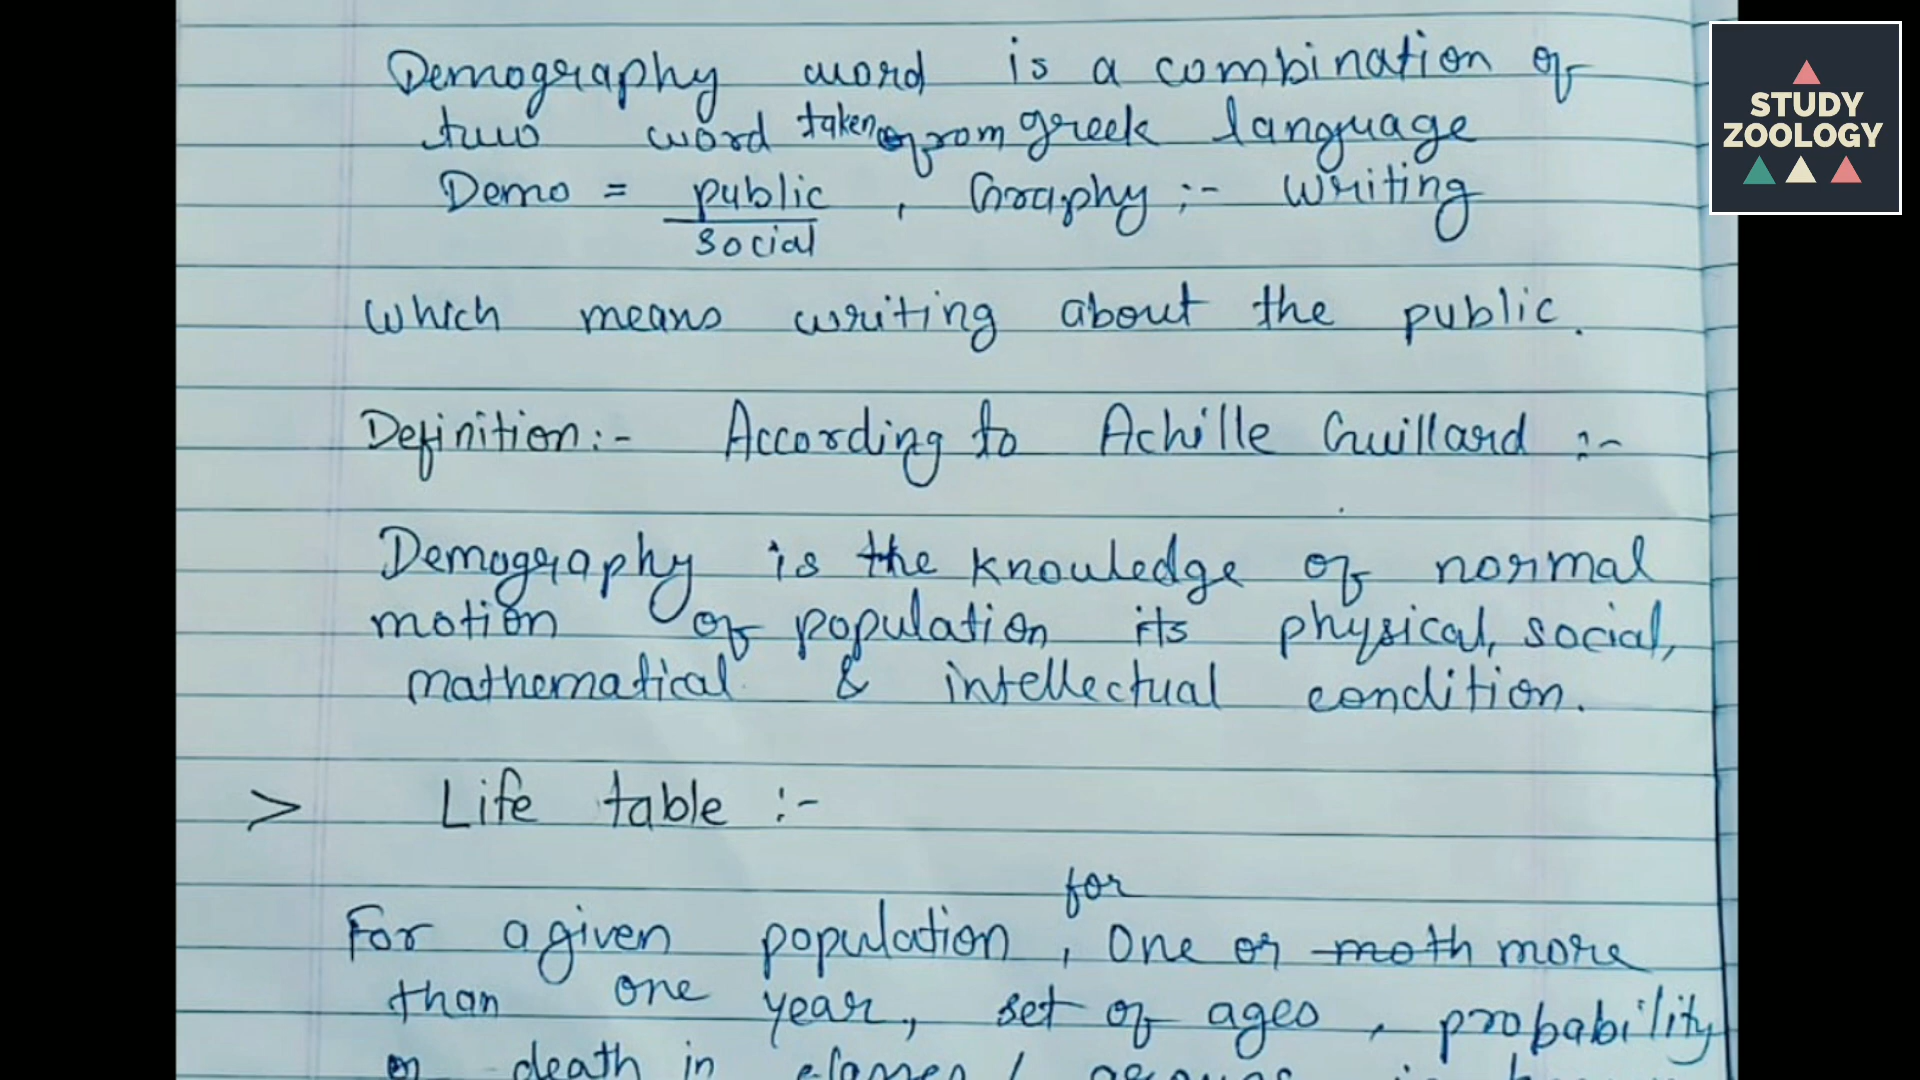 Demography word is a combination of
two word taken from greek language
Demo = public , Graphy :- writing
social
which means writing about the public.
Definition:- According to Achille Guillard :-
Demography is the knowledge of normal
motion of population its physical, social,
mathematical & intellectual condition.
> Life table :-
for
For a given population , one or moth more
than one year, set of ages , probability
death in
STUDY
ZOOLOGY